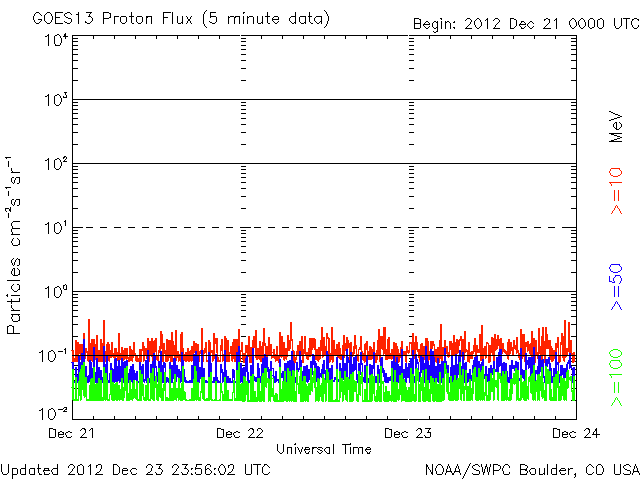 GOES13 Proton Flux (5 minute data)
Begin: 2012 Dec 21 0000 UTC
10⁴
10³
10²
10¹
10⁰
10⁻¹
10⁻²
Particles cm⁻²s⁻¹sr⁻¹
MeV
>=10
>=50
>=100
Dec 21
Dec 22
Dec 23
Dec 24
Universal Time
Updated 2012 Dec 23 23:56:02 UTC
NOAA/SWPC Boulder, CO USA